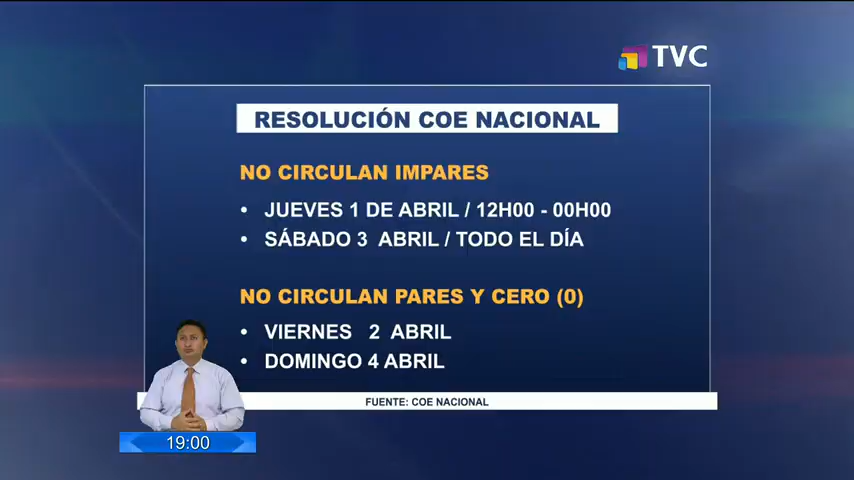 TVC
RESOLUCIÓN COE NACIONAL
NO CIRCULAN IMPARES
• JUEVES 1 DE ABRIL / 12H00 - 00H00
• SÁBADO 3 ABRIL / TODO EL DÍA
NO CIRCULAN PARES Y CERO (0)
• VIERNES 2 ABRIL
• DOMINGO 4 ABRIL
FUENTE: COE NACIONAL
19:00